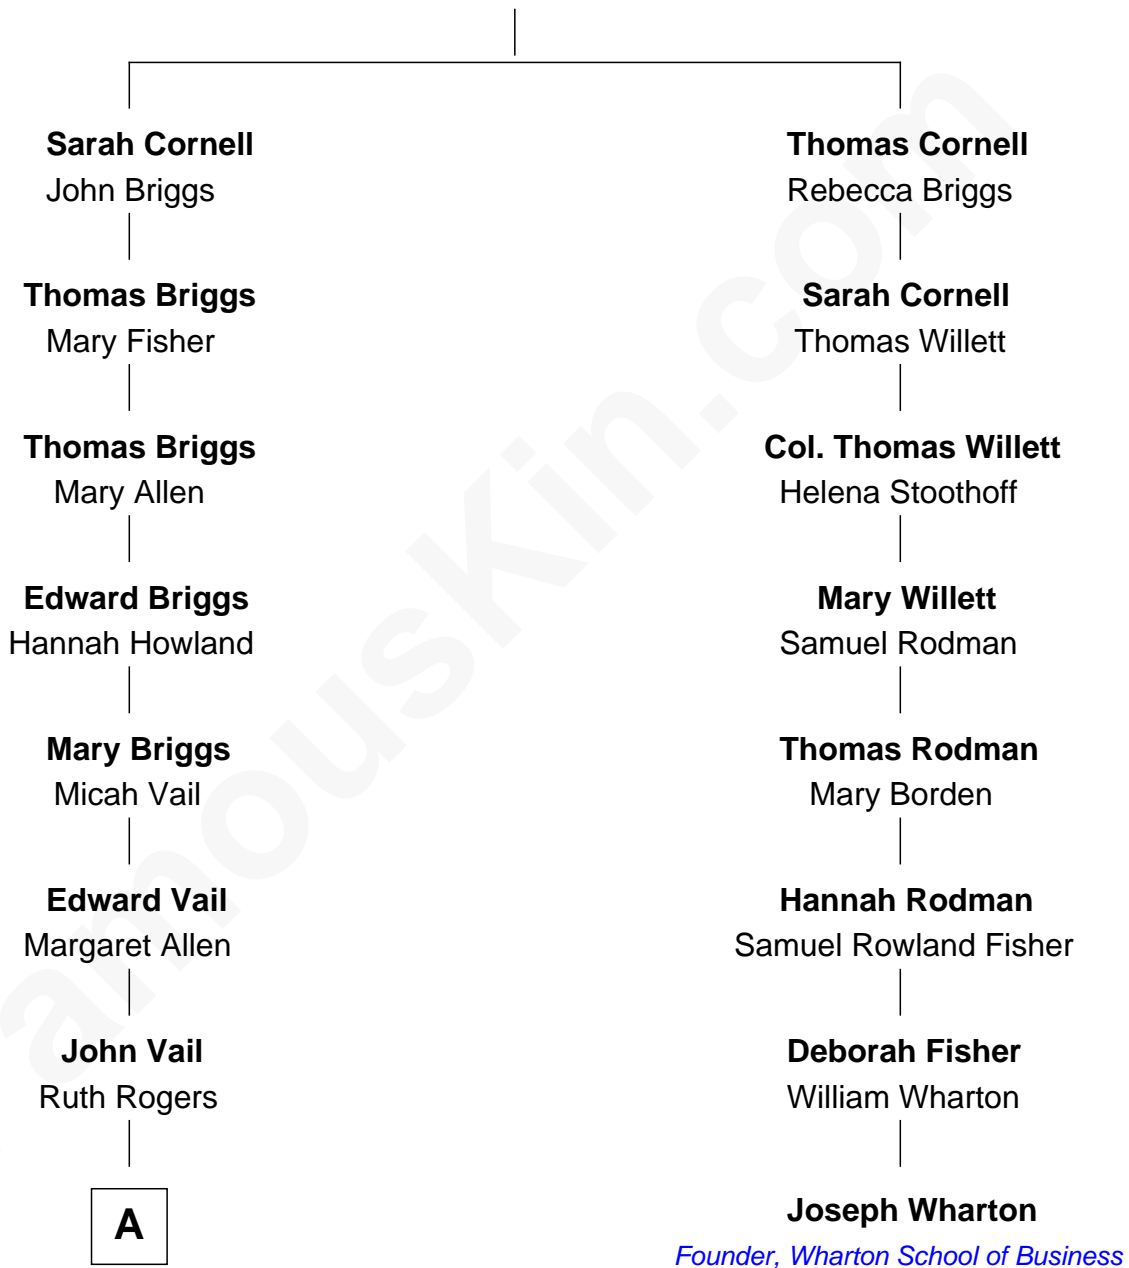 Sarah Cornell
John Briggs
Thomas Briggs
Mary Fisher
Thomas Briggs
Mary Allen
Edward Briggs
Hannah Howland
Mary Briggs
Micah Vail
Edward Vail
Margaret Allen
John Vail
Ruth Rogers
A
Thomas Cornell
Rebecca Briggs
Sarah Cornell
Thomas Willett
Col. Thomas Willett
Helena Stoothoff
Mary Willett
Samuel Rodman
Thomas Rodman
Mary Borden
Hannah Rodman
Samuel Rowland Fisher
Deborah Fisher
William Wharton
Joseph Wharton
Founder, Wharton School of Business
amousKin.com